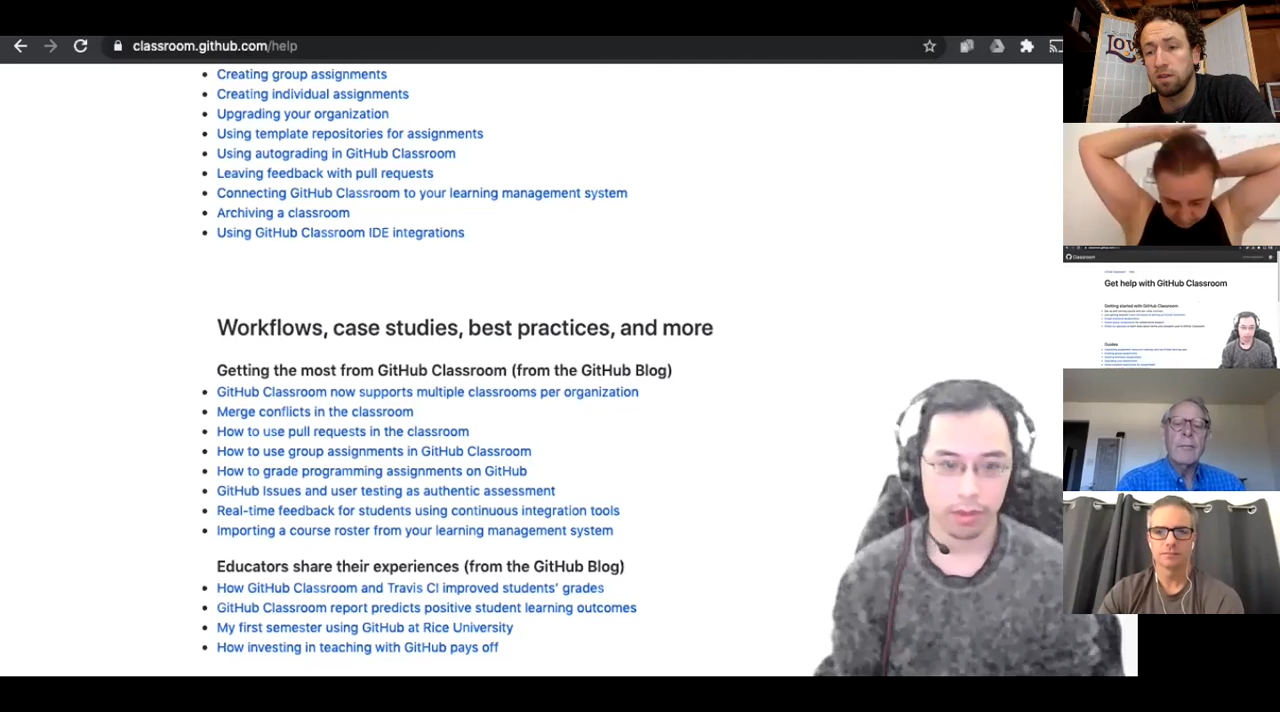 classroom.github.com/help
Creating group assignments
Creating individual assignments
Upgrading your organization
Using template repositories for assignments
Using autograding in GitHub Classroom
Leaving feedback with pull requests
Connecting GitHub Classroom to your learning management system
Archiving a classroom
Using GitHub Classroom IDE integrations
Workflows, case studies, best practices, and more
Getting the most from GitHub Classroom (from the GitHub Blog)
GitHub Classroom now supports multiple classrooms per organization
Merge conflicts in the classroom
How to use pull requests in the classroom
How to use group assignments in GitHub Classroom
How to grade programming assignments on GitHub
GitHub Issues and user testing as authentic assessment
Real-time feedback for students using continuous integration tools
Importing a course roster from your learning management system
Educators share their experiences (from the GitHub Blog)
How GitHub Classroom and Travis CI improved students' grades
GitHub Classroom report predicts positive student learning outcomes
My first semester using GitHub at Rice University
How investing in teaching with GitHub pays off
Classroom
Get help with GitHub Classroom
Getting started with GitHub Classroom
Guides